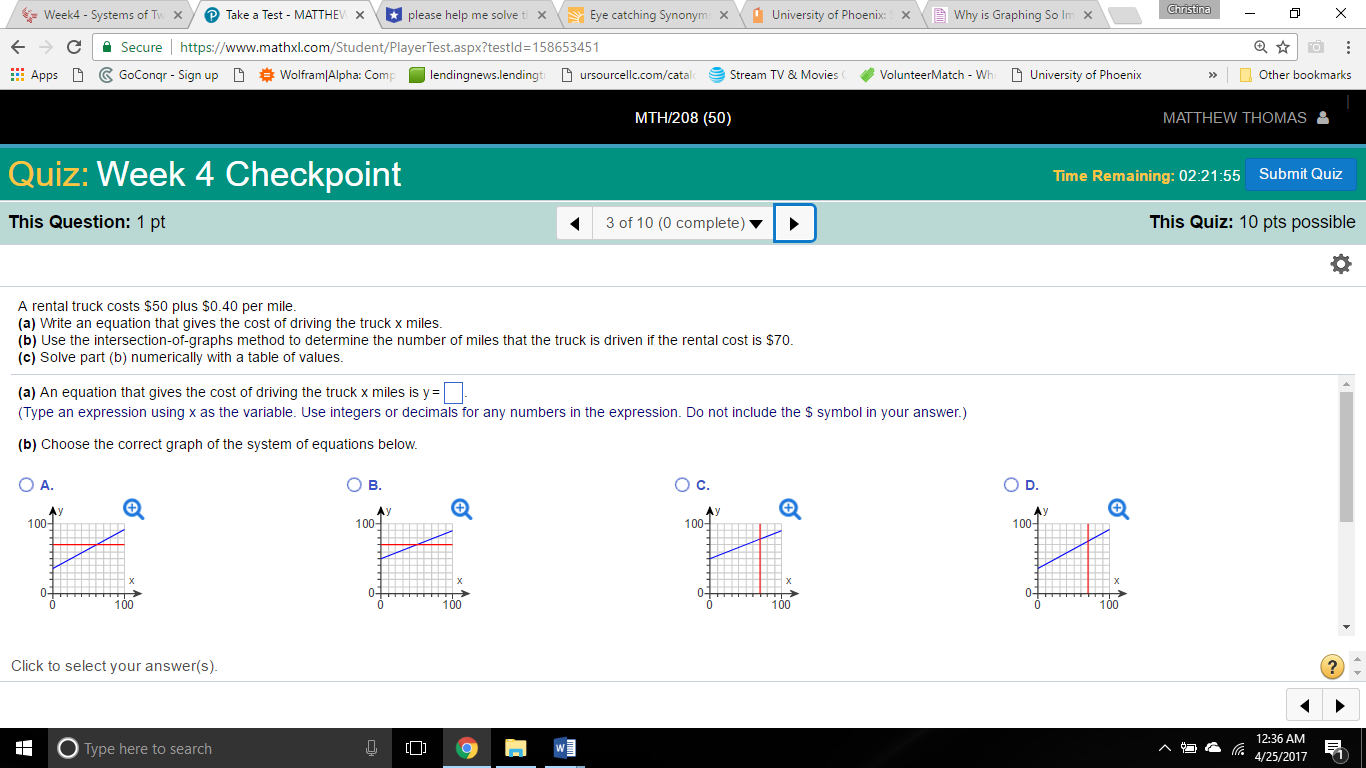 Christina
Week4 - Systems of Tw
Take a Test - MATTHEW
please help me solve t
Eye catching Synonym
University of Phoenix:
Why is Graphing So Im
Secure https://www.mathxl.com/Student/PlayerTest.aspx?testId=158653451
Apps GoConqr - Sign up Wolfram|Alpha: Comp lendingnews.lendingt ursourcellc.com/catal Stream TV & Movies VolunteerMatch - Wh University of Phoenix » Other bookmarks
MTH/208 (50) MATTHEW THOMAS
Quiz: Week 4 Checkpoint Time Remaining: 02:21:55 Submit Quiz
This Question: 1 pt 3 of 10 (0 complete) This Quiz: 10 pts possible
A rental truck costs $50 plus $0.40 per mile.
(a) Write an equation that gives the cost of driving the truck x miles.
(b) Use the intersection-of-graphs method to determine the number of miles that the truck is driven if the rental cost is $70.
(c) Solve part (b) numerically with a table of values.
(a) An equation that gives the cost of driving the truck x miles is y = .
(Type an expression using x as the variable. Use integers or decimals for any numbers in the expression. Do not include the $ symbol in your answer.)
(b) Choose the correct graph of the system of equations below.
A. B. C. D.
y y y y
100 100 100 100
x x x x
0 0 0 0
0 100 0 100 0 100 0 100
Click to select your answer(s). ?
Type here to search
12:36 AM
4/25/2017
1